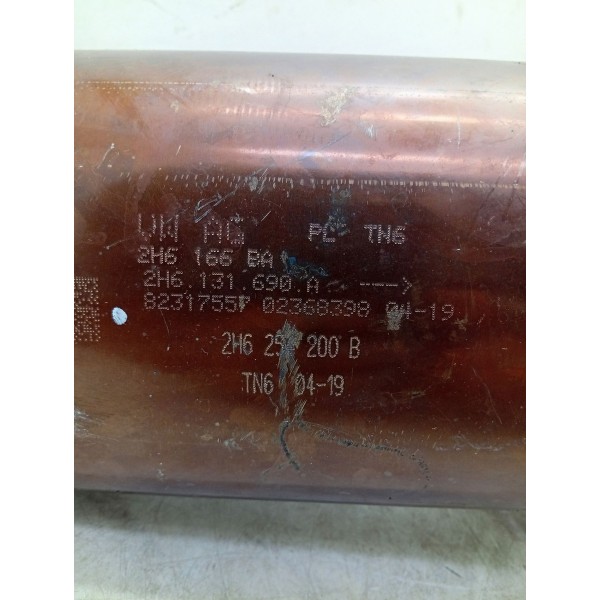 VW AG PL TN6
2H6 166 BA
2H6.131.690.A --->
82317557 02368398 04-19
2H6 25 200 B
TN6 04-19